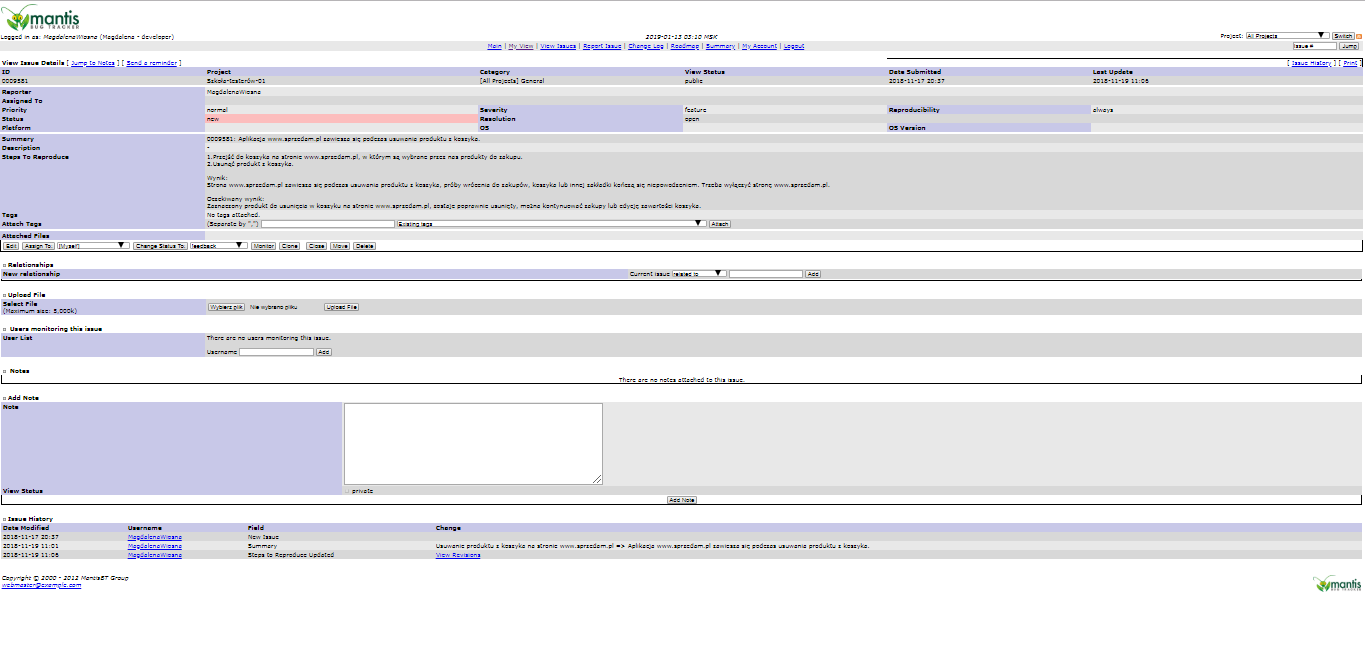 mantis
BUG TRACKER
Logged in as: MagdalenaWiosna (Magdalena - developer)
2019-01-13 03:10 MSK
Project: All Projects Switch
Main | My View | View Issues | Report Issue | Change Log | Roadmap | Summary | My Account | Logout
Issue # Jump
View Issue Details [ Jump to Notes ] [ Send a reminder ]
[ Issue History ] [ Print ]
ID Project Category View Status Date Submitted Last Update
0009581 Szkoła-testerów-01 [All Projects] General public 2018-11-17 20:37 2018-11-19 11:06
Reporter MagdalenaWiosna
Assigned To
Priority normal Severity feature Reproducibility always
Status new Resolution open
Platform OS OS Version
Summary 0009581: Aplikacja www.sprzedam.pl zawiesza się podczas usuwania produktu z koszyka.
Description -
Steps To Reproduce 1.Przejść do koszyka na stronie www.sprzedam.pl, w którym są wybrane przez nas produkty do zakupu.
2.Usunąć produkt z koszyka.
Wynik:
Strona www.sprzedam.pl zawiesza się podczas usuwania produktu z koszyka, próby wrócenia do zakupów, koszyka lub innej zakładki kończą się niepowodzeniem. Trzeba wyłączyć stronę www.sprzedam.pl.
Oczekiwany wynik:
Zaznaczony produkt do usunięcia w koszyku na stronie www.sprzedam.pl, zostaje poprawnie usunięty, można kontynuować zakupy lub edycję zawartości koszyka.
Tags No tags attached.
Attach Tags (Separate by ",") Existing tags Attach
Attached Files
Edit Assign To: [Myself] Change Status To: feedback Monitor Clone Close Move Delete
Relationships
New relationship Current issue related to Add
Upload File
Select File
(Maximum size: 5,000k)
Wybierz plik Nie wybrano pliku Upload File
Users monitoring this issue
User List There are no users monitoring this issue.
Username Add
Notes
There are no notes attached to this issue.
Add Note
Note
View Status private
Add Note
Issue History
Date Modified Username Field Change
2018-11-17 20:37 MagdalenaWiosna New Issue
2018-11-19 11:01 MagdalenaWiosna Summary Usuwanie produktu z koszyka na stronie www.sprzedam.pl => Aplikacja www.sprzedam.pl zawiesza się podczas usuwania produktu z koszyka.
2018-11-19 11:06 MagdalenaWiosna Steps to Reproduce Updated View Revisions
Copyright © 2000 - 2012 MantisBT Group
webmaster@example.com
mantis
BUG TRACKER